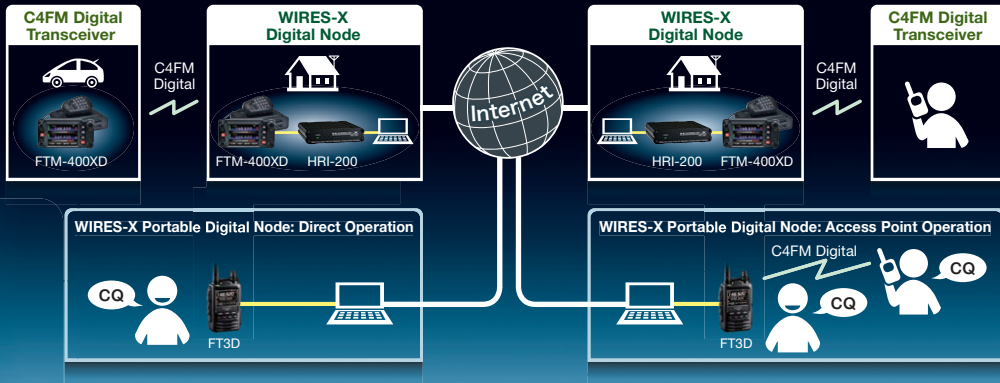 C4FM Digital
Transceiver
FTM-400XD
C4FM
Digital
WIRES-X
Digital Node
FTM-400XD
HRI-200
Internet
WIRES-X
Digital Node
HRI-200
FTM-400XD
C4FM
Digital
C4FM Digital
Transceiver
WIRES-X Portable Digital Node: Direct Operation
CQ
FT3D
WIRES-X Portable Digital Node: Access Point Operation
C4FM Digital
CQ
CQ
FT3D